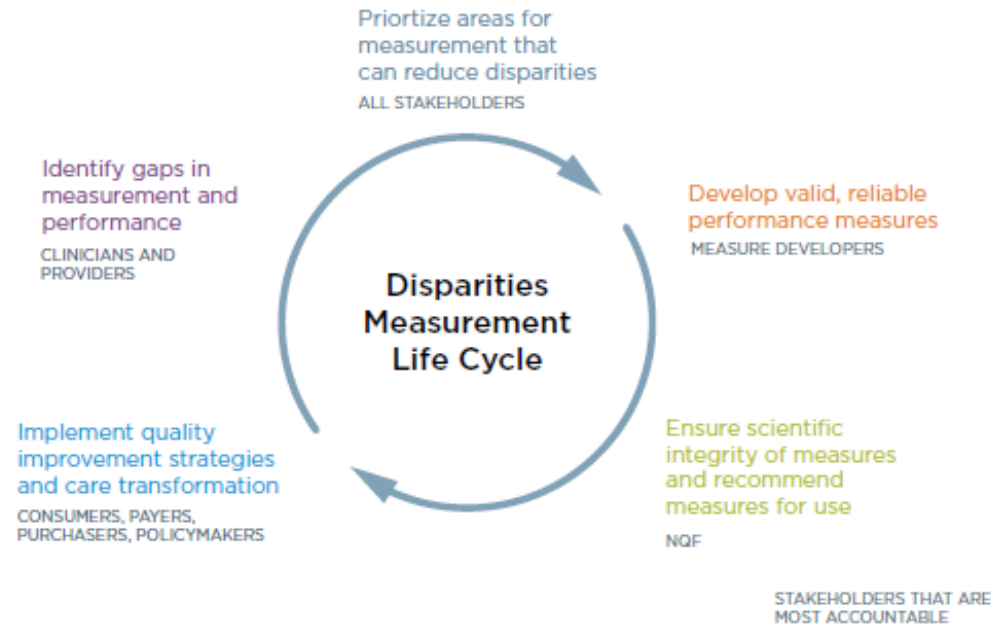 Priortize areas for
measurement that
can reduce disparities
ALL STAKEHOLDERS
Identify gaps in
measurement and
performance
CLINICIANS AND
PROVIDERS
Develop valid, reliable
performance measures
MEASURE DEVELOPERS
Disparities
Measurement
Life Cycle
Implement quality
improvement strategies
and care transformation
CONSUMERS, PAYERS,
PURCHASERS, POLICYMAKERS
Ensure scientific
integrity of measures
and recommend
measures for use
NQF
STAKEHOLDERS THAT ARE
MOST ACCOUNTABLE